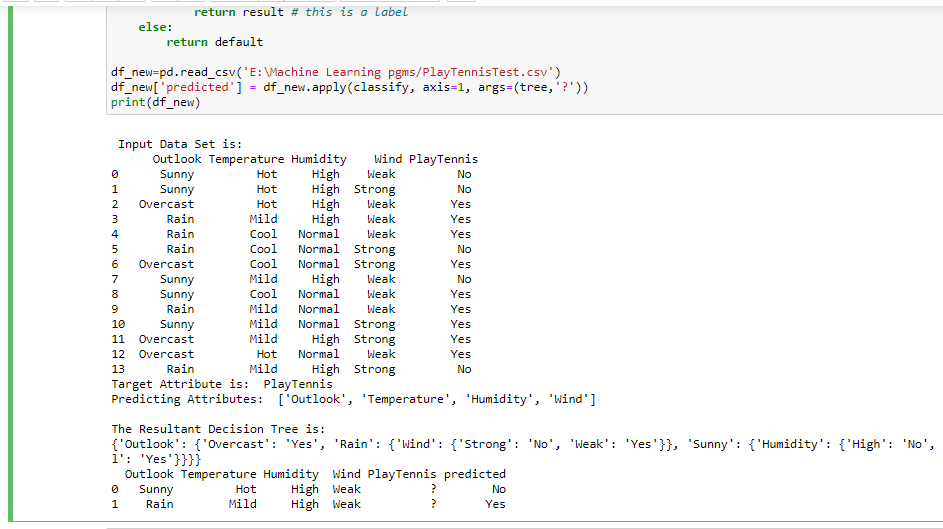 return result # this is a label
else:
return default
df_new=pd.read_csv('E:\Machine Learning pgms/PlayTennisTest.csv')
df_new['predicted'] = df_new.apply(classify, axis=1, args=(tree,'?'))
print(df_new)
Input Data Set is:
Outlook Temperature Humidity Wind PlayTennis
0 Sunny Hot High Weak No
1 Sunny Hot High Strong No
2 Overcast Hot High Weak Yes
3 Rain Mild High Weak Yes
4 Rain Cool Normal Weak Yes
5 Rain Cool Normal Strong No
6 Overcast Cool Normal Strong Yes
7 Sunny Mild High Weak No
8 Sunny Cool Normal Weak Yes
9 Rain Mild Normal Weak Yes
10 Sunny Mild Normal Strong Yes
11 Overcast Mild High Strong Yes
12 Overcast Hot Normal Weak Yes
13 Rain Mild High Strong No
Target Attribute is: PlayTennis
Predicting Attributes: ['Outlook', 'Temperature', 'Humidity', 'Wind']
The Resultant Decision Tree is:
{'Outlook': {'Overcast': 'Yes', 'Rain': {'Wind': {'Strong': 'No', 'Weak': 'Yes'}}, 'Sunny': {'Humidity': {'High': 'No',
l': 'Yes'}}}}
Outlook Temperature Humidity Wind PlayTennis predicted
0 Sunny Hot High Weak ? No
1 Rain Mild High Weak ? Yes